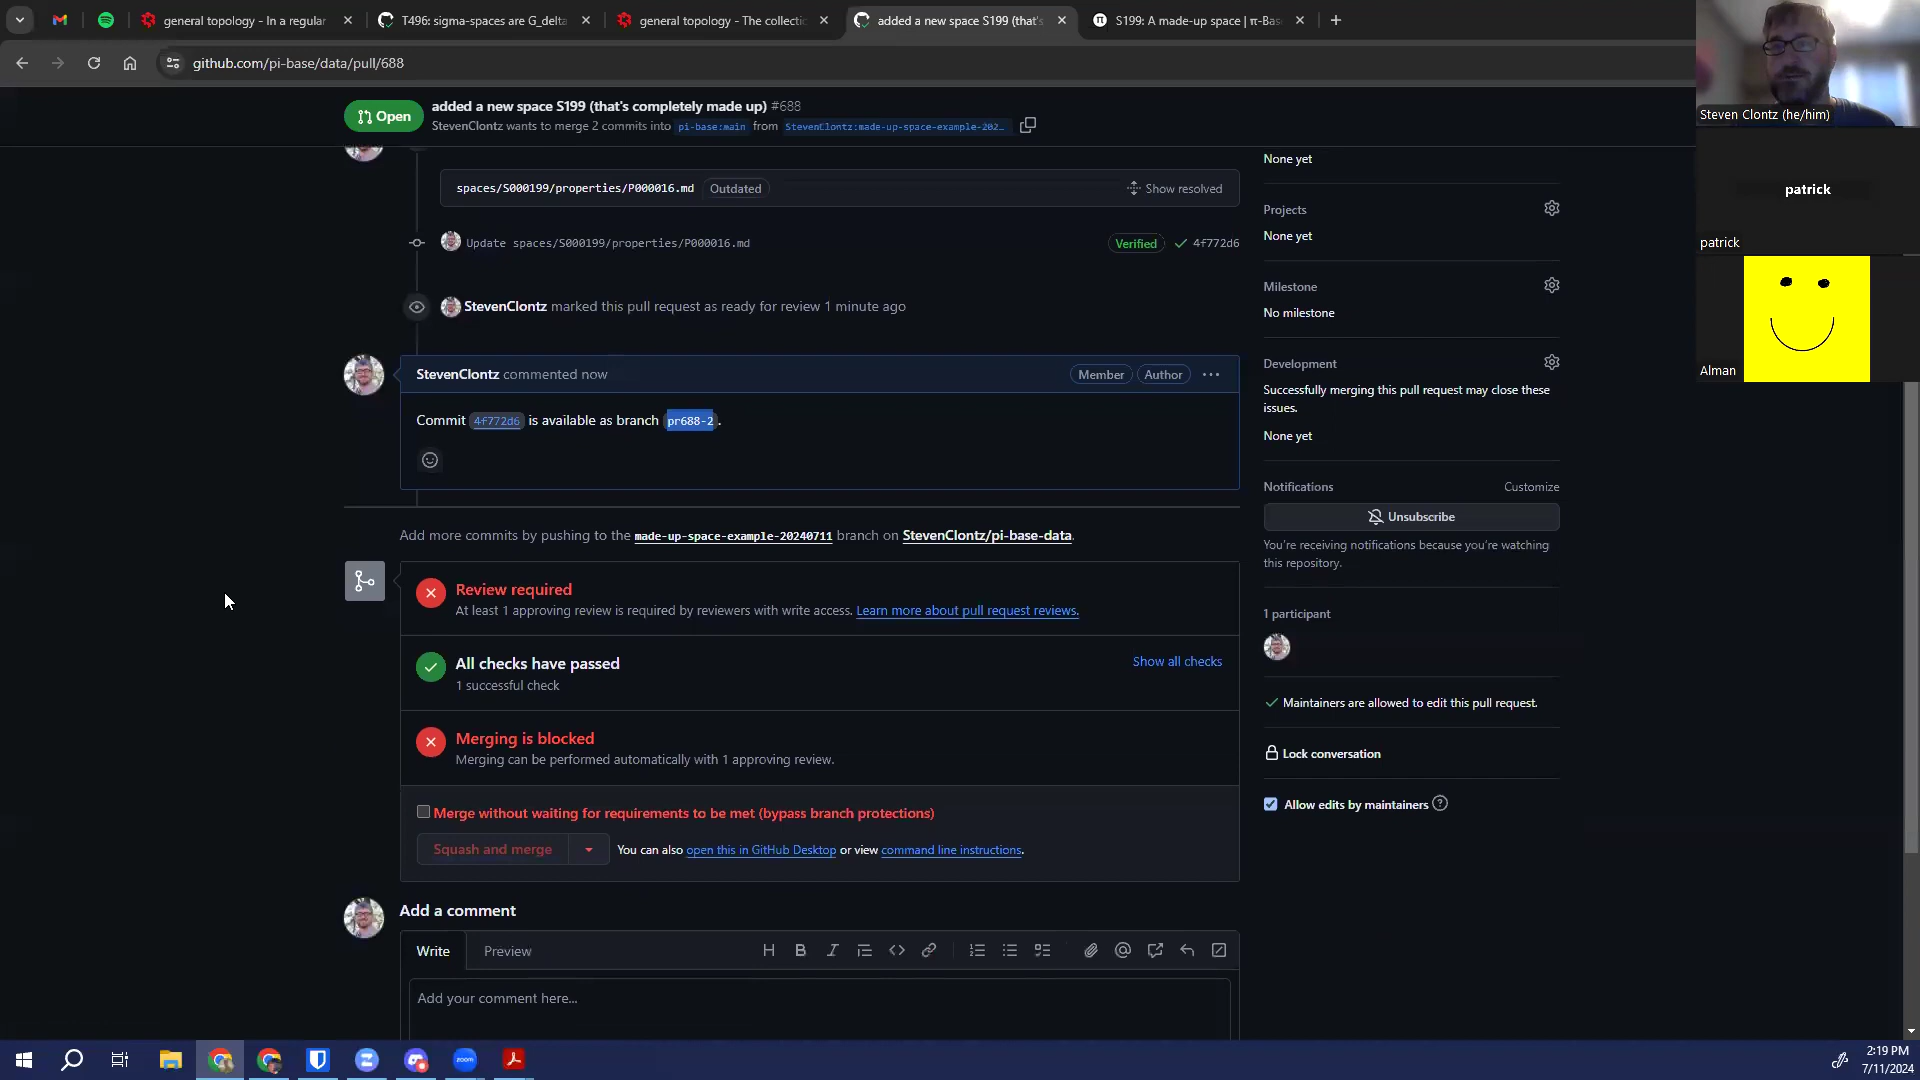 general topology - In a regular
T496: sigma-spaces are G_delta
general topology - The collectio
added a new space S199 (that's
S199: A made-up space | π-Bas
github.com/pi-base/data/pull/688
Steven Clontz (he/him)
patrick
patrick
Alman
Open
added a new space S199 (that's completely made up) #688
StevenClontz wants to merge 2 commits into pi-base:main from StevenClontz:made-up-space-example-202…
spaces/S000199/properties/P000016.md Outdated Show resolved
Update spaces/S000199/properties/P000016.md Verified 4f772d6
StevenClontz marked this pull request as ready for review 1 minute ago
StevenClontz commented now Member Author
Commit 4f772d6 is available as branch pr688-2 .
Add more commits by pushing to the made-up-space-example-20240711 branch on StevenClontz/pi-base-data.
Review required
At least 1 approving review is required by reviewers with write access. Learn more about pull request reviews.
All checks have passed
1 successful check
Show all checks
Merging is blocked
Merging can be performed automatically with 1 approving review.
Merge without waiting for requirements to be met (bypass branch protections)
Squash and merge
You can also open this in GitHub Desktop or view command line instructions.
Add a comment
Write
Preview
Add your comment here...
None yet
Projects
None yet
Milestone
No milestone
Development
Successfully merging this pull request may close these
issues.
None yet
Notifications
Customize
Unsubscribe
You're receiving notifications because you're watching
this repository.
1 participant
Maintainers are allowed to edit this pull request.
Lock conversation
Allow edits by maintainers
zoom
2:19 PM
7/11/2024